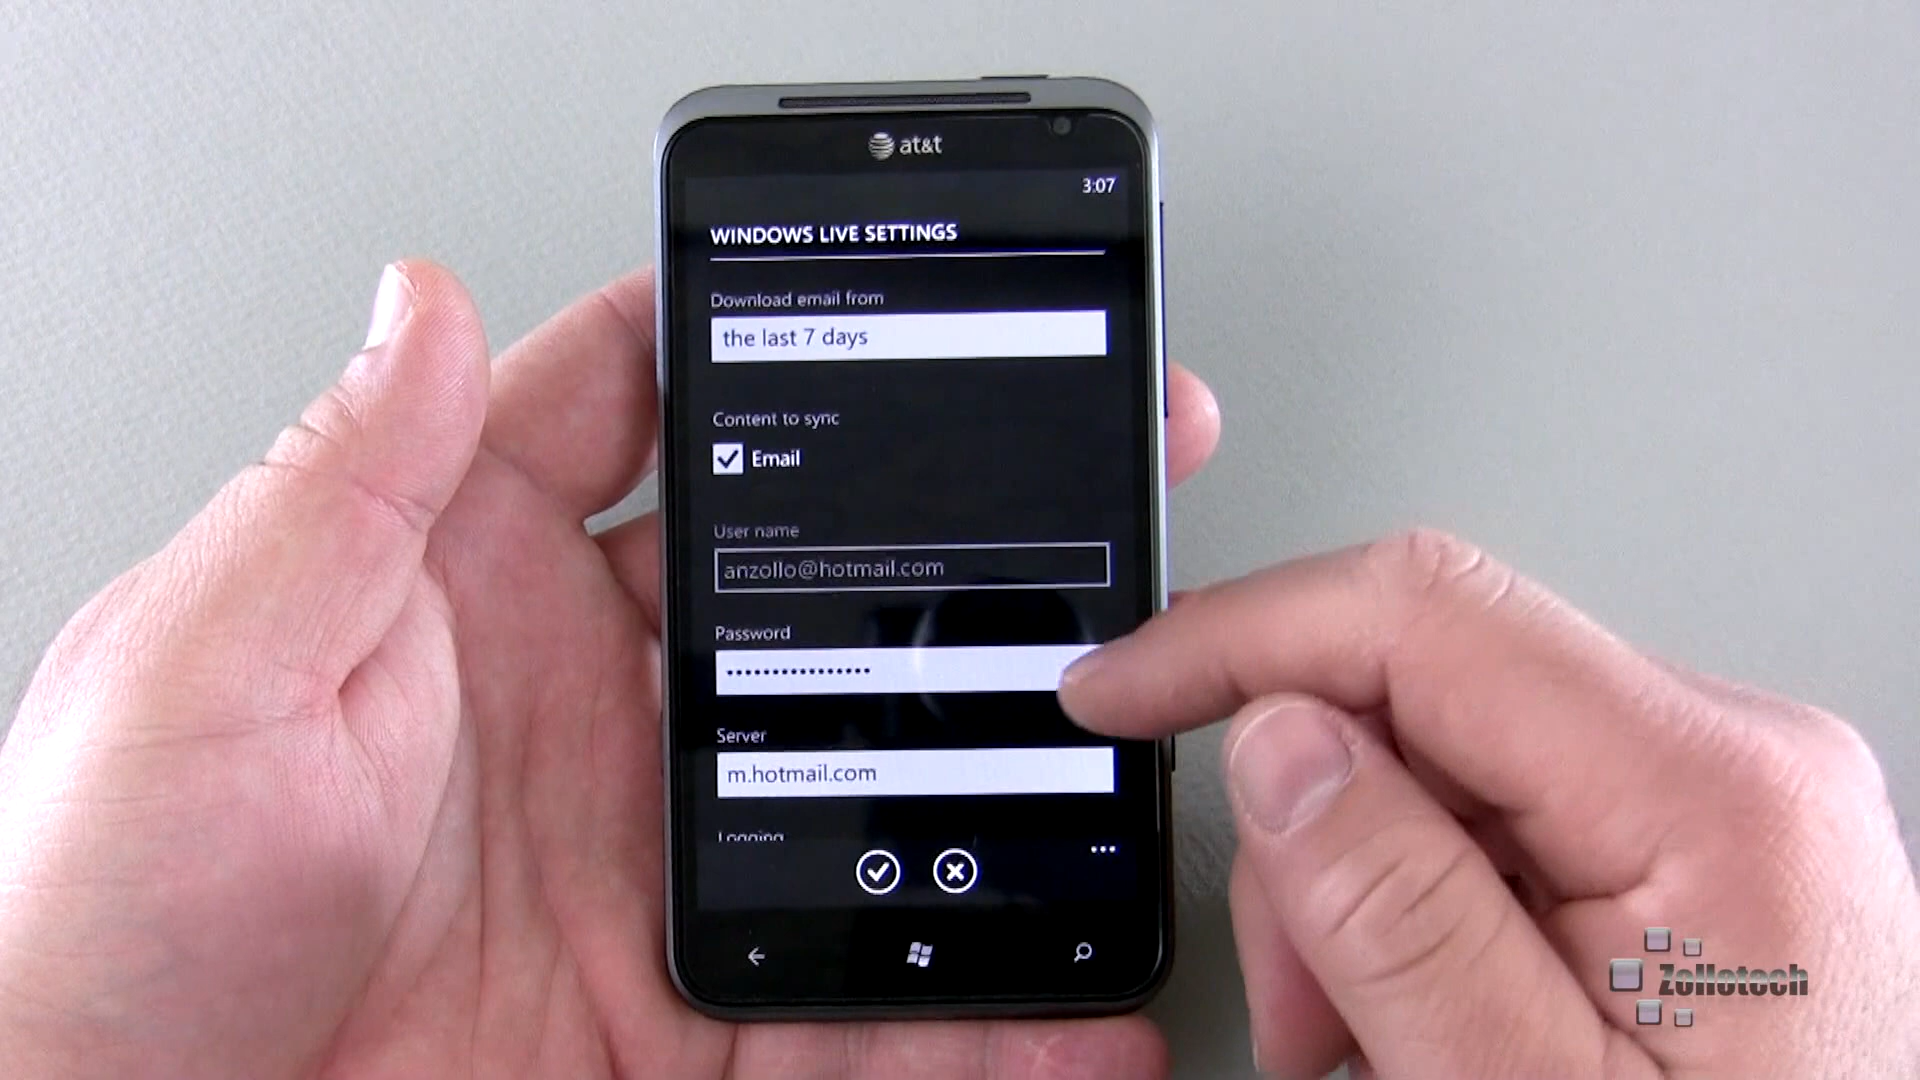 at&t
3:07
WINDOWS LIVE SETTINGS
Download email from
the last 7 days
Content to sync
Email
User name
anzollo@hotmail.com
Password
••••••••••••••••
Server
m.hotmail.com
Logging
Zollotech